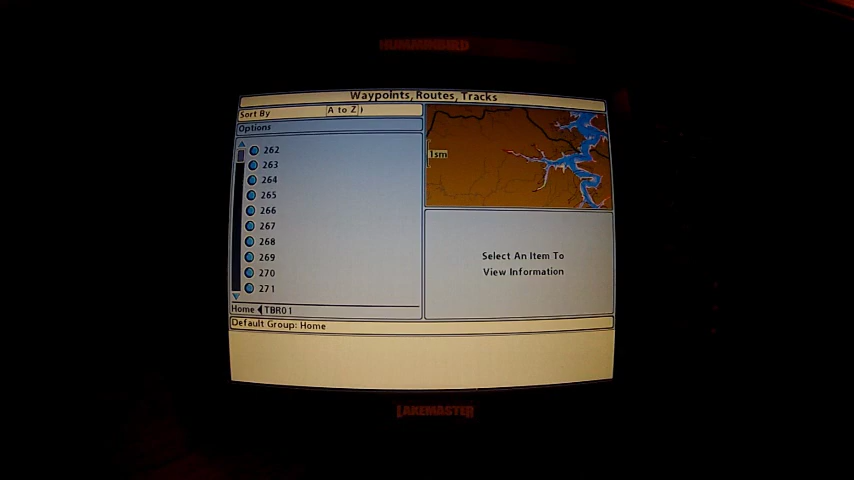 HUMMINBIRD
Waypoints, Routes, Tracks
Sort By A to Z
Options
262
263
264
265
266
267
268
269
270
271
1sm
Select An Item To
View Information
Home TBR01
Default Group: Home
LAKEMASTER